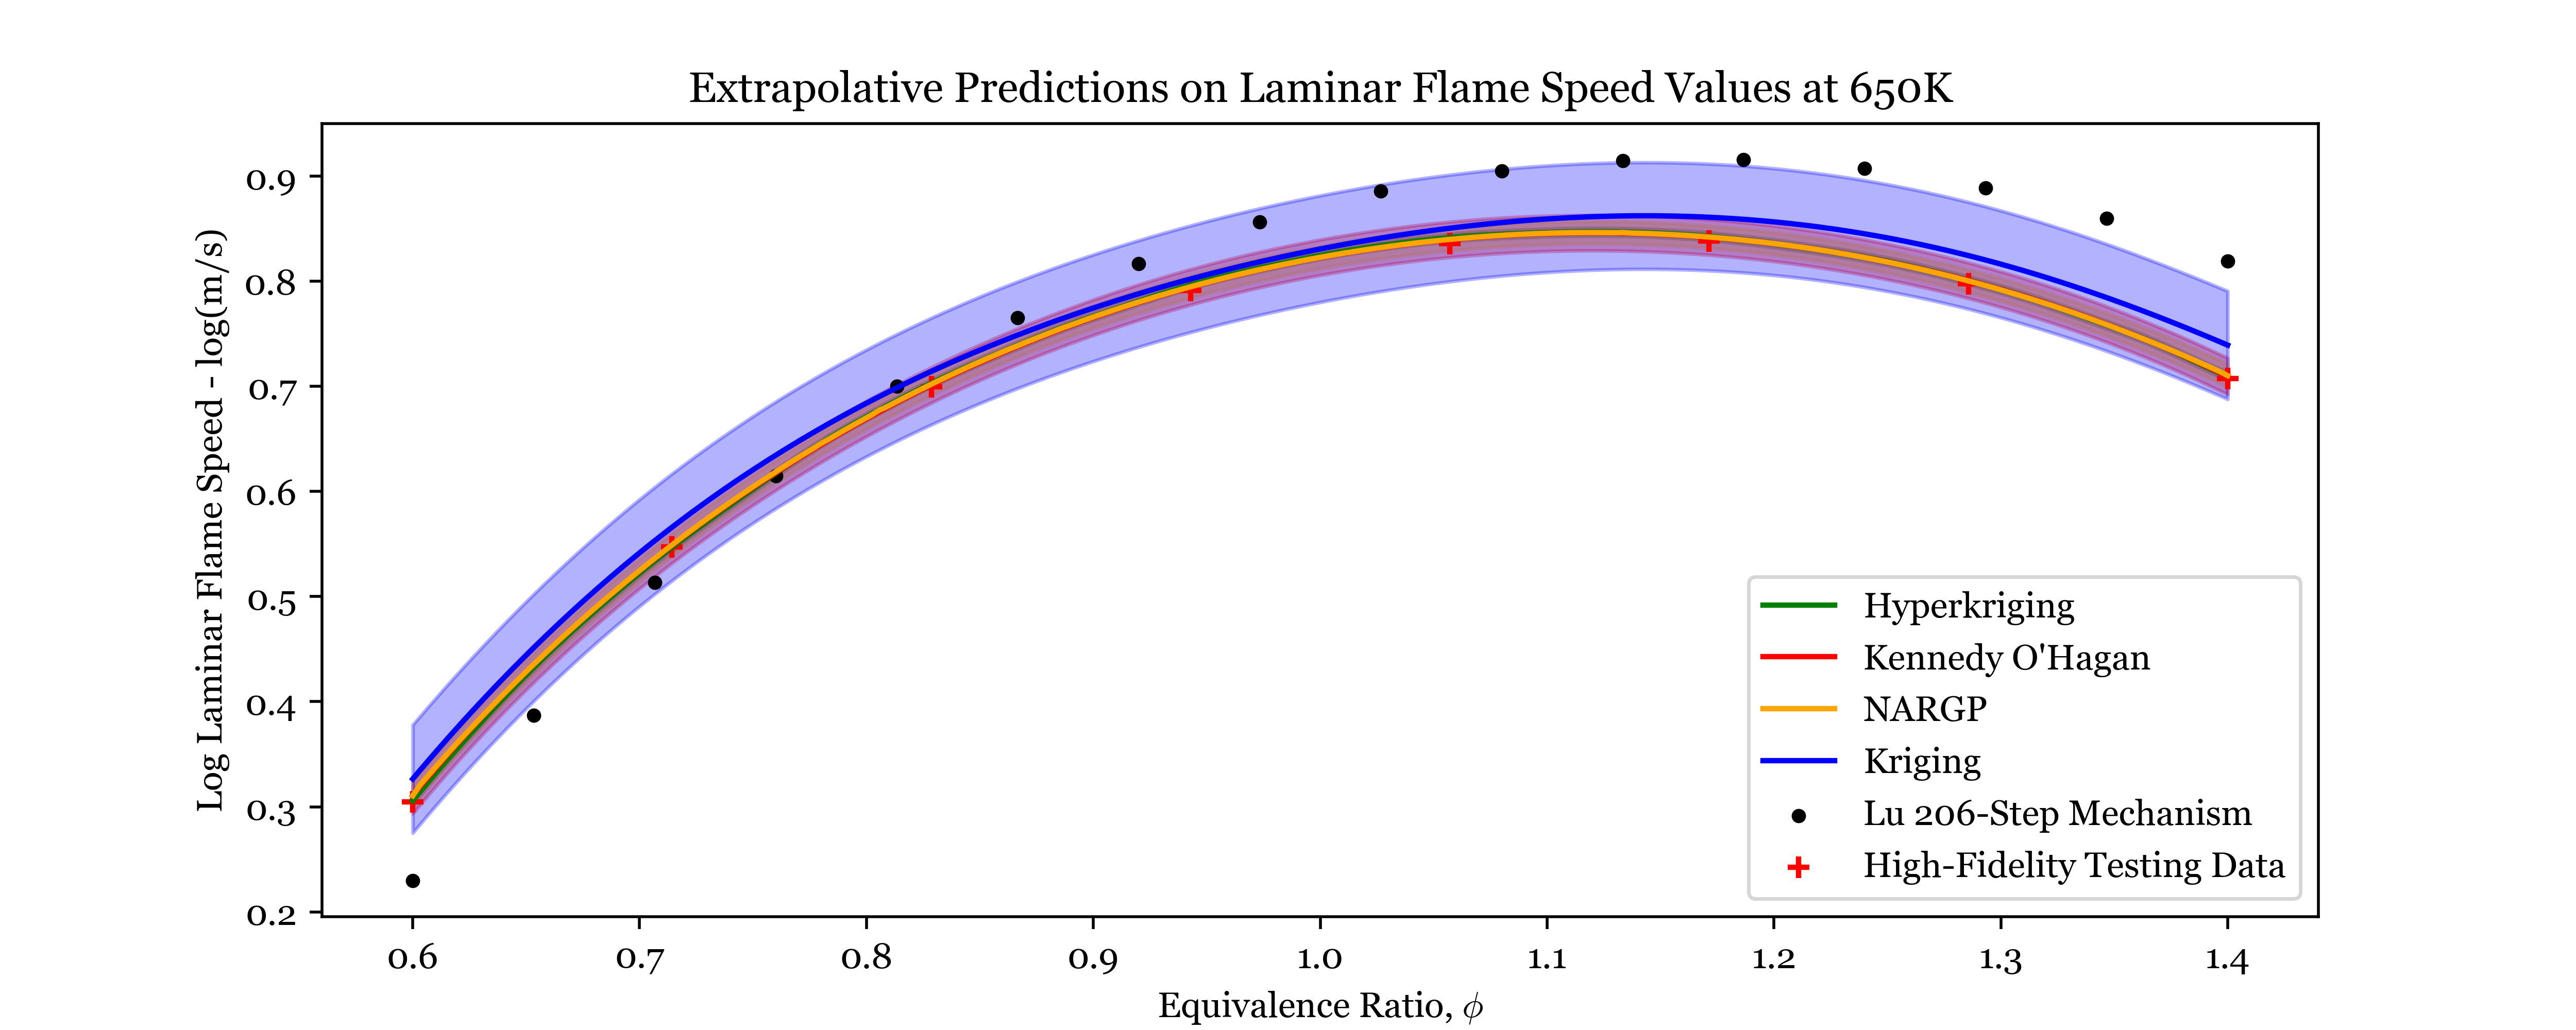 Extrapolative Predictions on Laminar Flame Speed Values at 650K
Log Laminar Flame Speed - log(m/s)
0.9
0.8
0.7
0.6
0.5
0.4
0.3
0.2
Hyperkriging
Kennedy O'Hagan
NARGP
Kriging
Lu 206-Step Mechanism
High-Fidelity Testing Data
0.6 0.7 0.8 0.9 1.0 1.1 1.2 1.3 1.4
Equivalence Ratio, ϕ